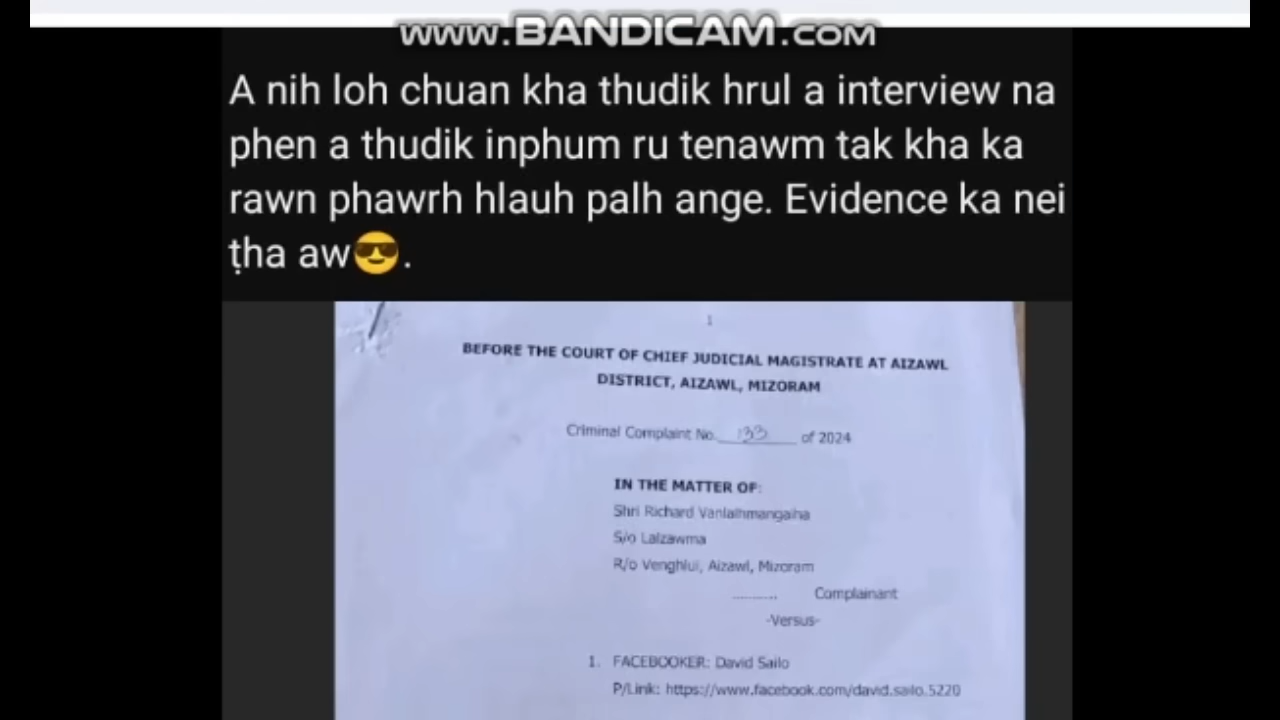 www.BANDICAM.com
A nih loh chuan kha thudik hrul a interview na
phen a thudik inphum ru tenawm tak kha ka
rawn phawrh hlauh palh ange. Evidence ka nei
ṭha aw😎.
1
BEFORE THE COURT OF CHIEF JUDICIAL MAGISTRATE AT AIZAWL
DISTRICT, AIZAWL, MIZORAM
Criminal Complaint No. 133 of 2024
IN THE MATTER OF:
Shri Richard Vanlalhmangaiha
S/o Lalzawma
R/o Venghlui, Aizawl, Mizoram
.......... Complainant
-Versus-
1. FACEBOOKER: David Sailo
P/Link: https://www.facebook.com/david.sailo.5220